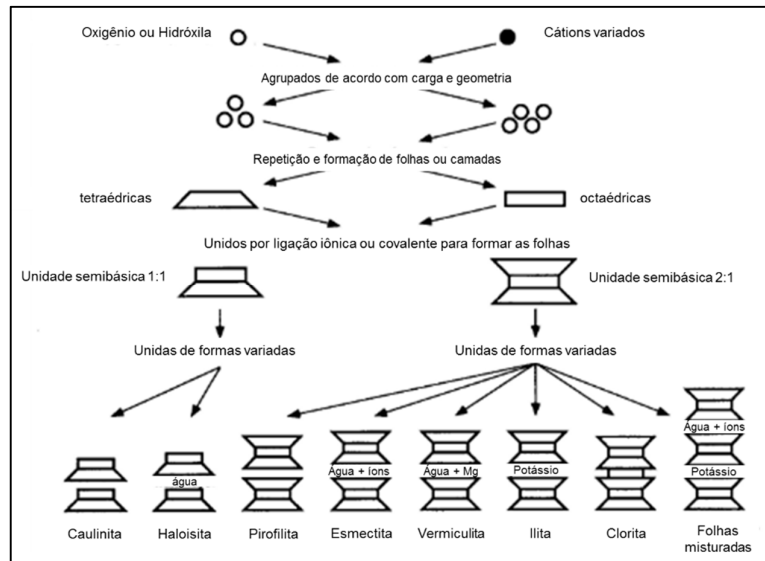 Oxigênio ou Hidróxila
Cátions variados
Agrupados de acordo com carga e geometria
Repetição e formação de folhas ou camadas
tetraédricas
octaédricas
Unidos por ligação iônica ou covalente para formar as folhas
Unidade semibásica 1:1
Unidade semibásica 2:1
Unidas de formas variadas
Unidas de formas variadas
água
Água + íons
Água + Mg
Potássio
Água + íons
Potássio
Caulinita
Haloisita
Pirofilita
Esmectita
Vermiculita
Ilita
Clorita
Folhas
misturadas